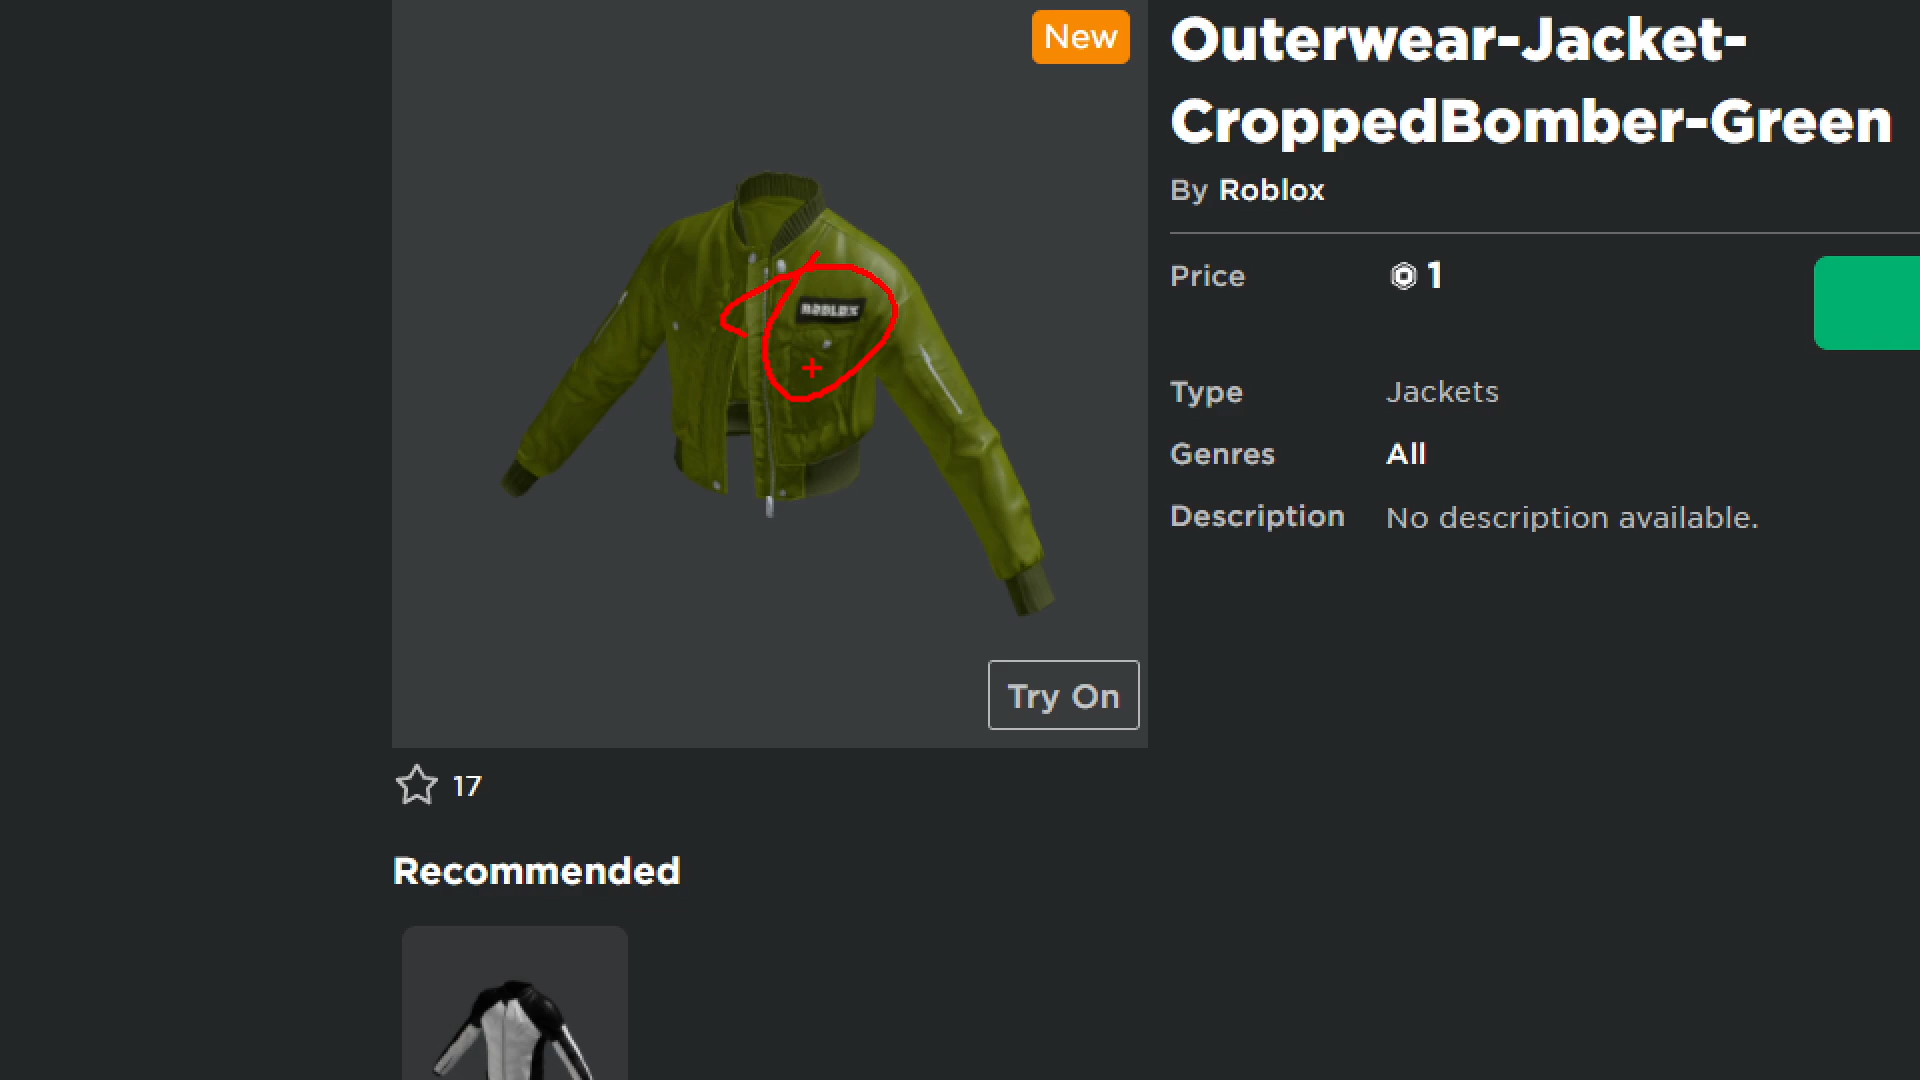 New
Outerwear-Jacket-
CroppedBomber-Green
By Roblox
Price 1
Type Jackets
Genres All
Description No description available.
ROBLOX
Try On
17
Recommended